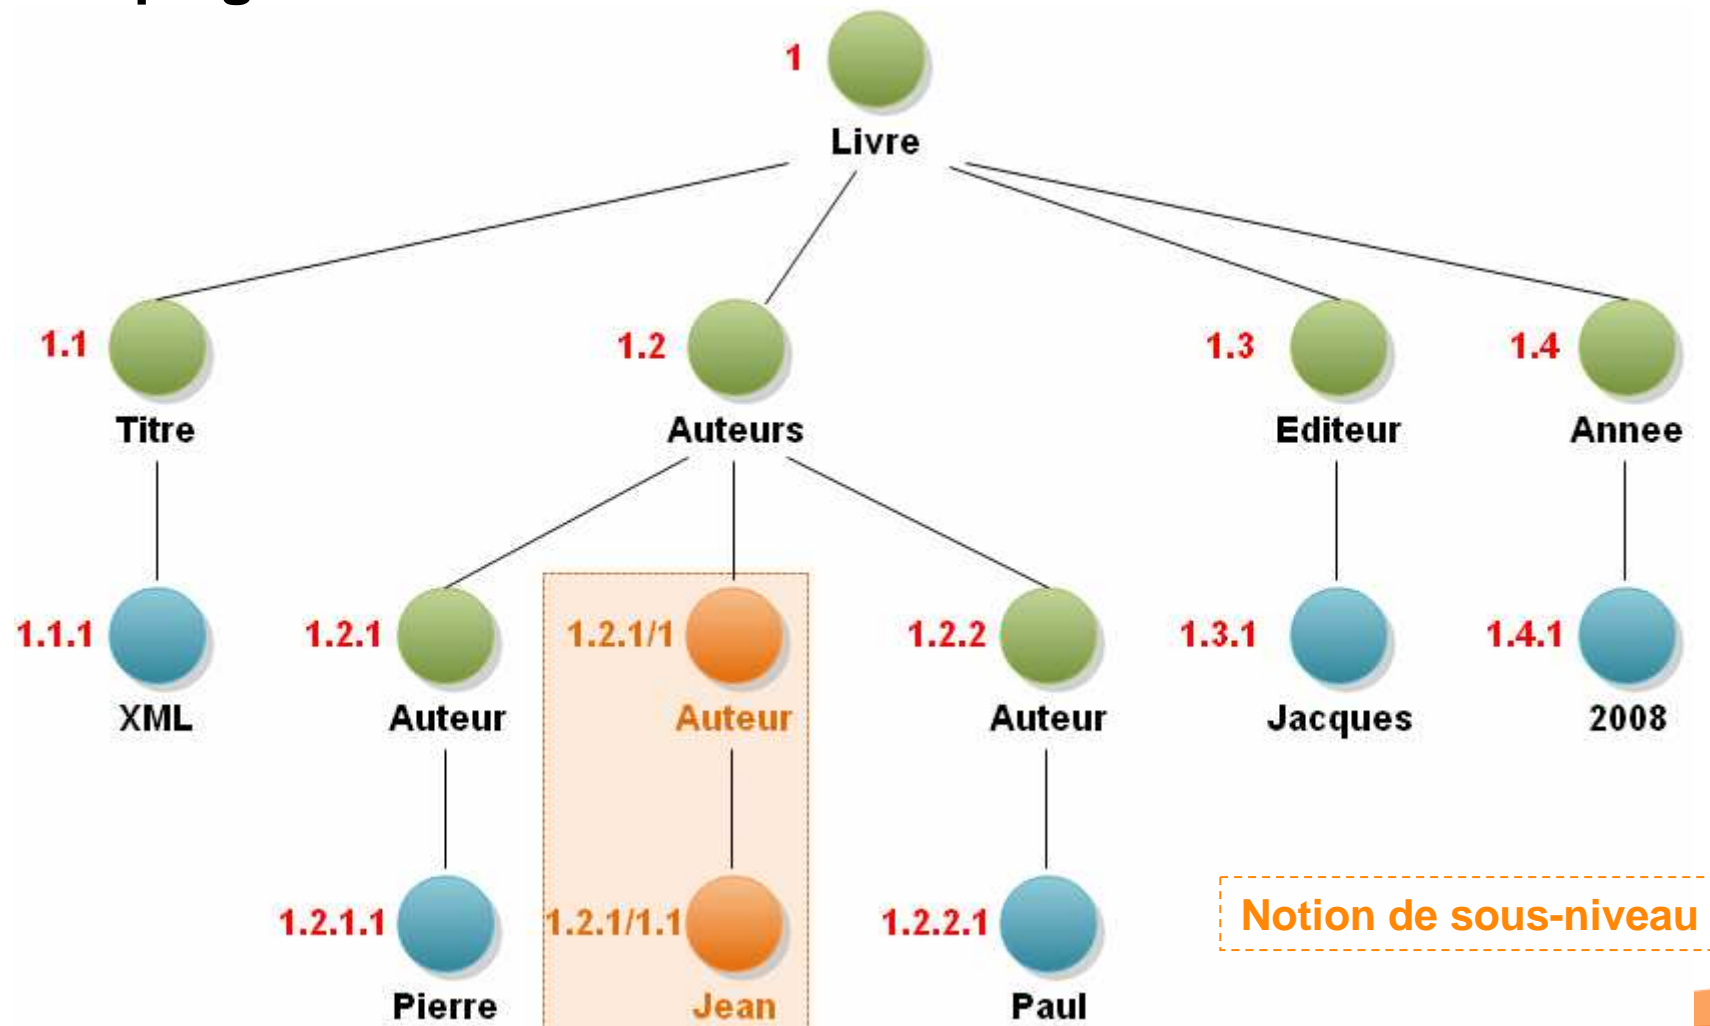 1
Livre
1.1
1.2
1.3
1.4
Titre
Auteurs
Editeur
Annee
1.1.1
1.2.1
1.2.1/1
1.2.2
1.3.1
1.4.1
XML
Auteur
Auteur
Auteur
Jacques
2008
1.2.1.1
1.2.1/1.1
1.2.2.1
Notion de sous-niveau
Pierre
Jean
Paul